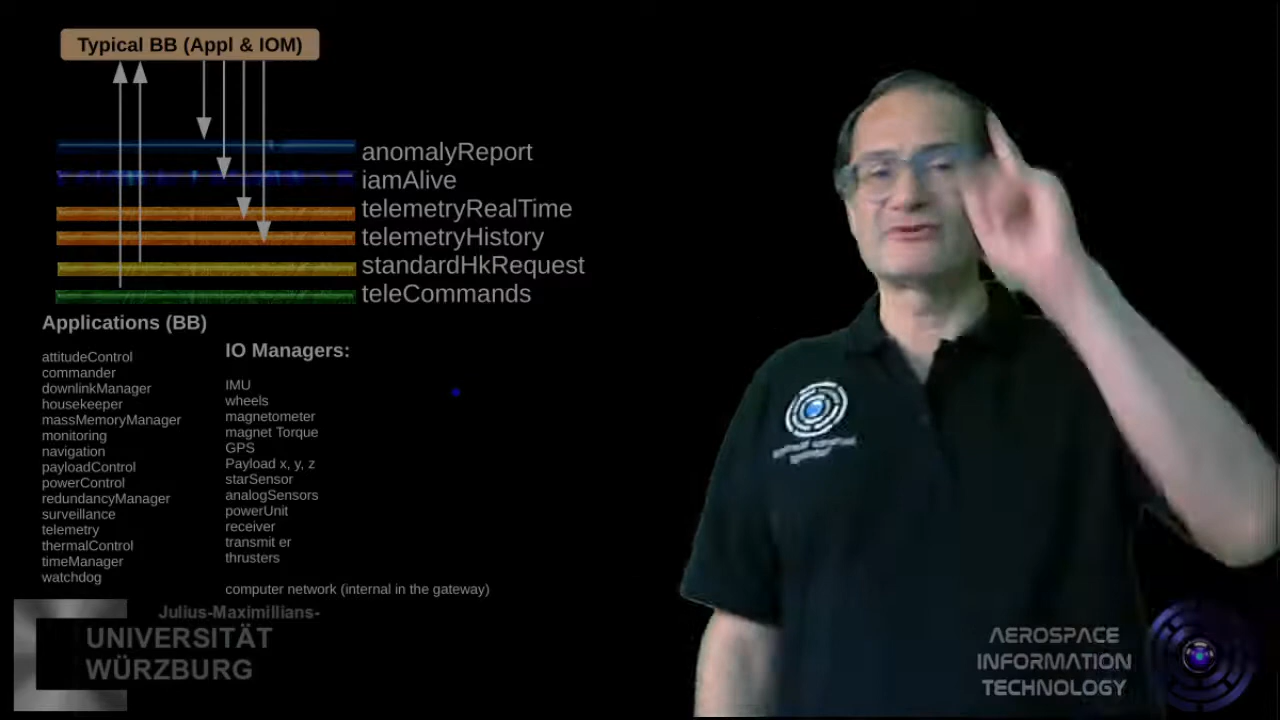 Typical BB (Appl & IOM)
anomalyReport
iamAlive
telemetryRealTime
telemetryHistory
standardHkRequest
teleCommands
Applications (BB)
attitudeControl
commander
downlinkManager
housekeeper
massMemoryManager
monitoring
navigation
payloadControl
powerControl
redundancyManager
surveillance
telemetry
thermalControl
timeManager
watchdog
IO Managers:
IMU
wheels
magnetometer
magnet Torque
GPS
Payload x, y, z
starSensor
analogSensors
powerUnit
receiver
transmit er
thrusters
computer network (internal in the gateway)
Julius-Maximillians-
UNIVERSITÄT
WÜRZBURG
AEROSPACE
INFORMATION
TECHNOLOGY